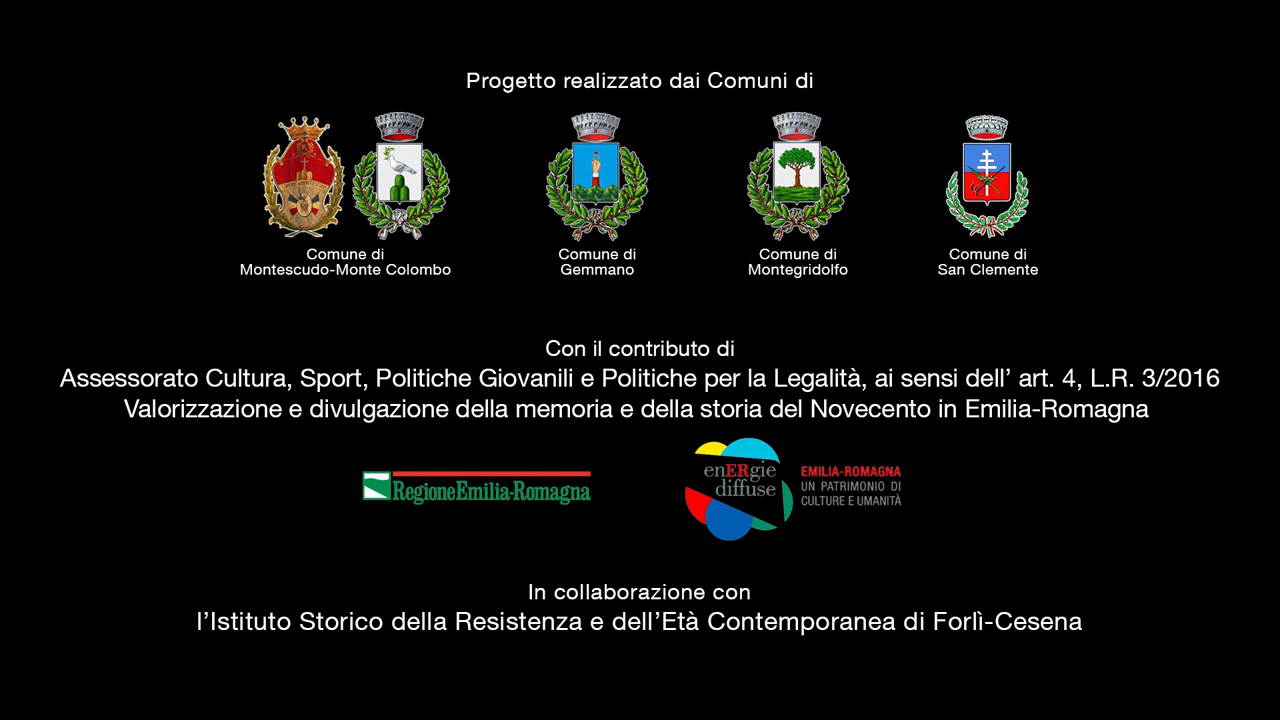 Progetto realizzato dai Comuni di
Comune di
Montescudo-Monte Colombo
Comune di
Gemmano
Comune di
Montegridolfo
Comune di
San Clemente
Con il contributo di
Assessorato Cultura, Sport, Politiche Giovanili e Politiche per la Legalità, ai sensi dell’ art. 4, L.R. 3/2016
Valorizzazione e divulgazione della memoria e della storia del Novecento in Emilia-Romagna
RegioneEmilia-Romagna
enERgie
diffuse
EMILIA-ROMAGNA
UN PATRIMONIO DI
CULTURE E UMANITÀ
In collaborazione con
l’Istituto Storico della Resistenza e dell’Età Contemporanea di Forlì-Cesena